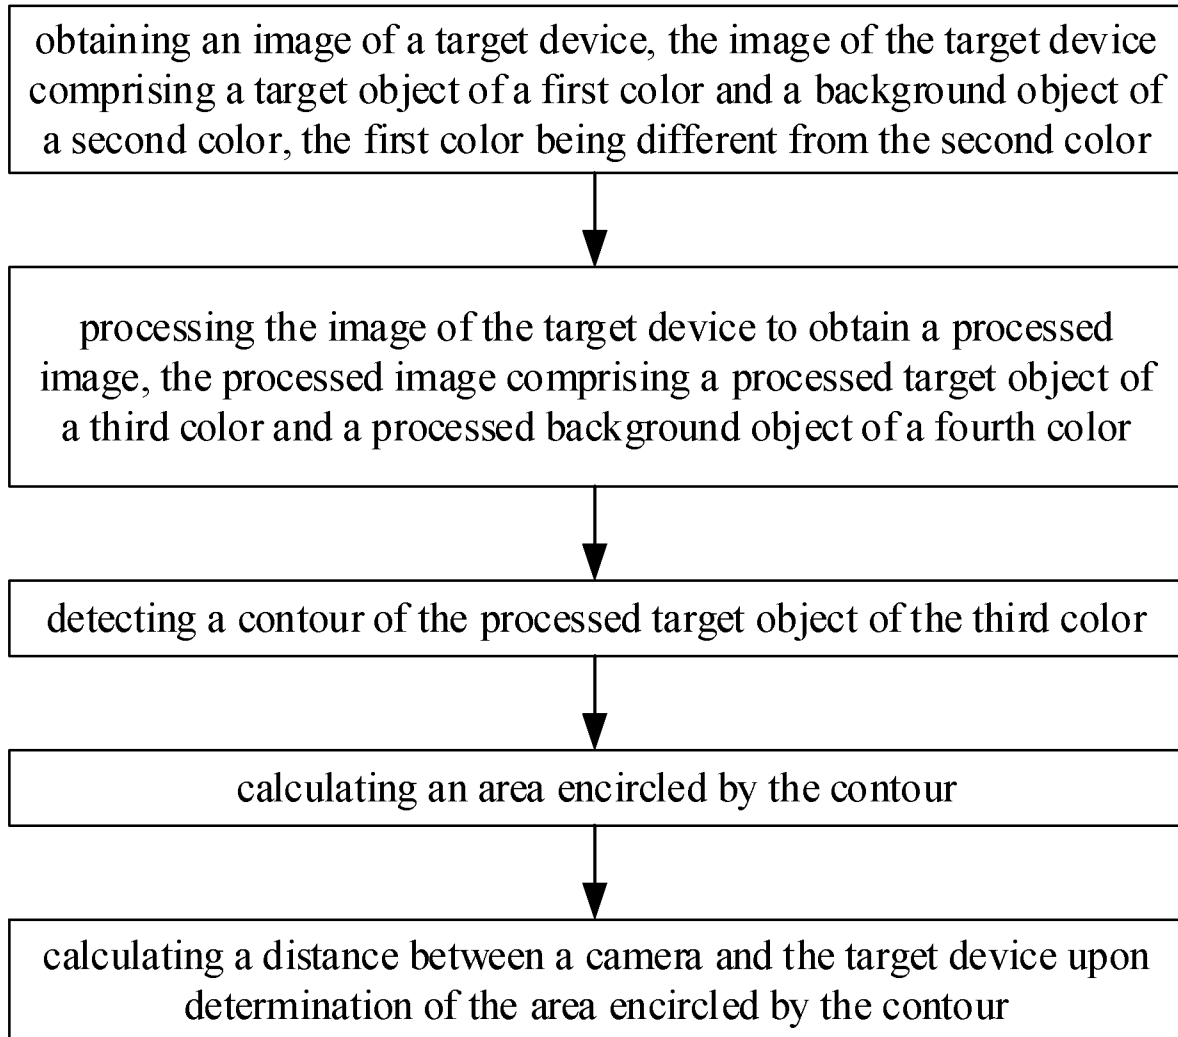 obtaining an image of a target device, the image of the target device
comprising a target object of a first color and a background object of
a second color, the first color being different from the second color
processing the image of the target device to obtain a processed
image, the processed image comprising a processed target object of
a third color and a processed background object of a fourth color
detecting a contour of the processed target object of the third color
calculating an area encircled by the contour
calculating a distance between a camera and the target device upon
determination of the area encircled by the contour